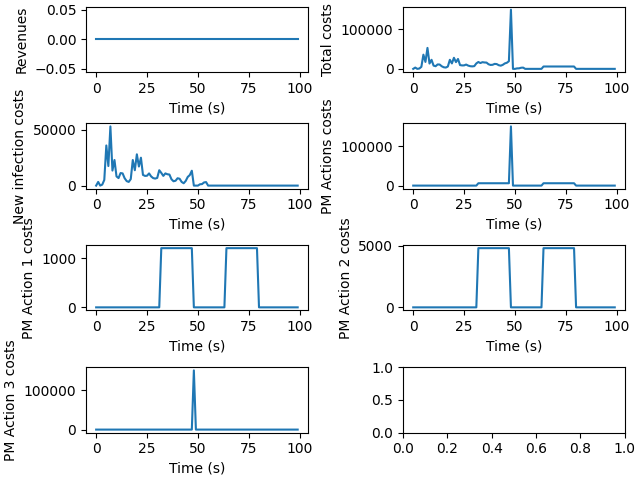 Revenues
0.05
0.00
−0.05
0 25 50 75 100
Time (s)
Total costs
100000
0
0 25 50 75 100
Time (s)
New infection costs
50000
0
0 25 50 75 100
Time (s)
PM Actions costs
100000
0
0 25 50 75 100
Time (s)
PM Action 1 costs
1000
0
0 25 50 75 100
Time (s)
PM Action 2 costs
5000
0
0 25 50 75 100
Time (s)
PM Action 3 costs
100000
0
0 25 50 75 100
Time (s)
1.0
0.5
0.0
0.0 0.2 0.4 0.6 0.8 1.0